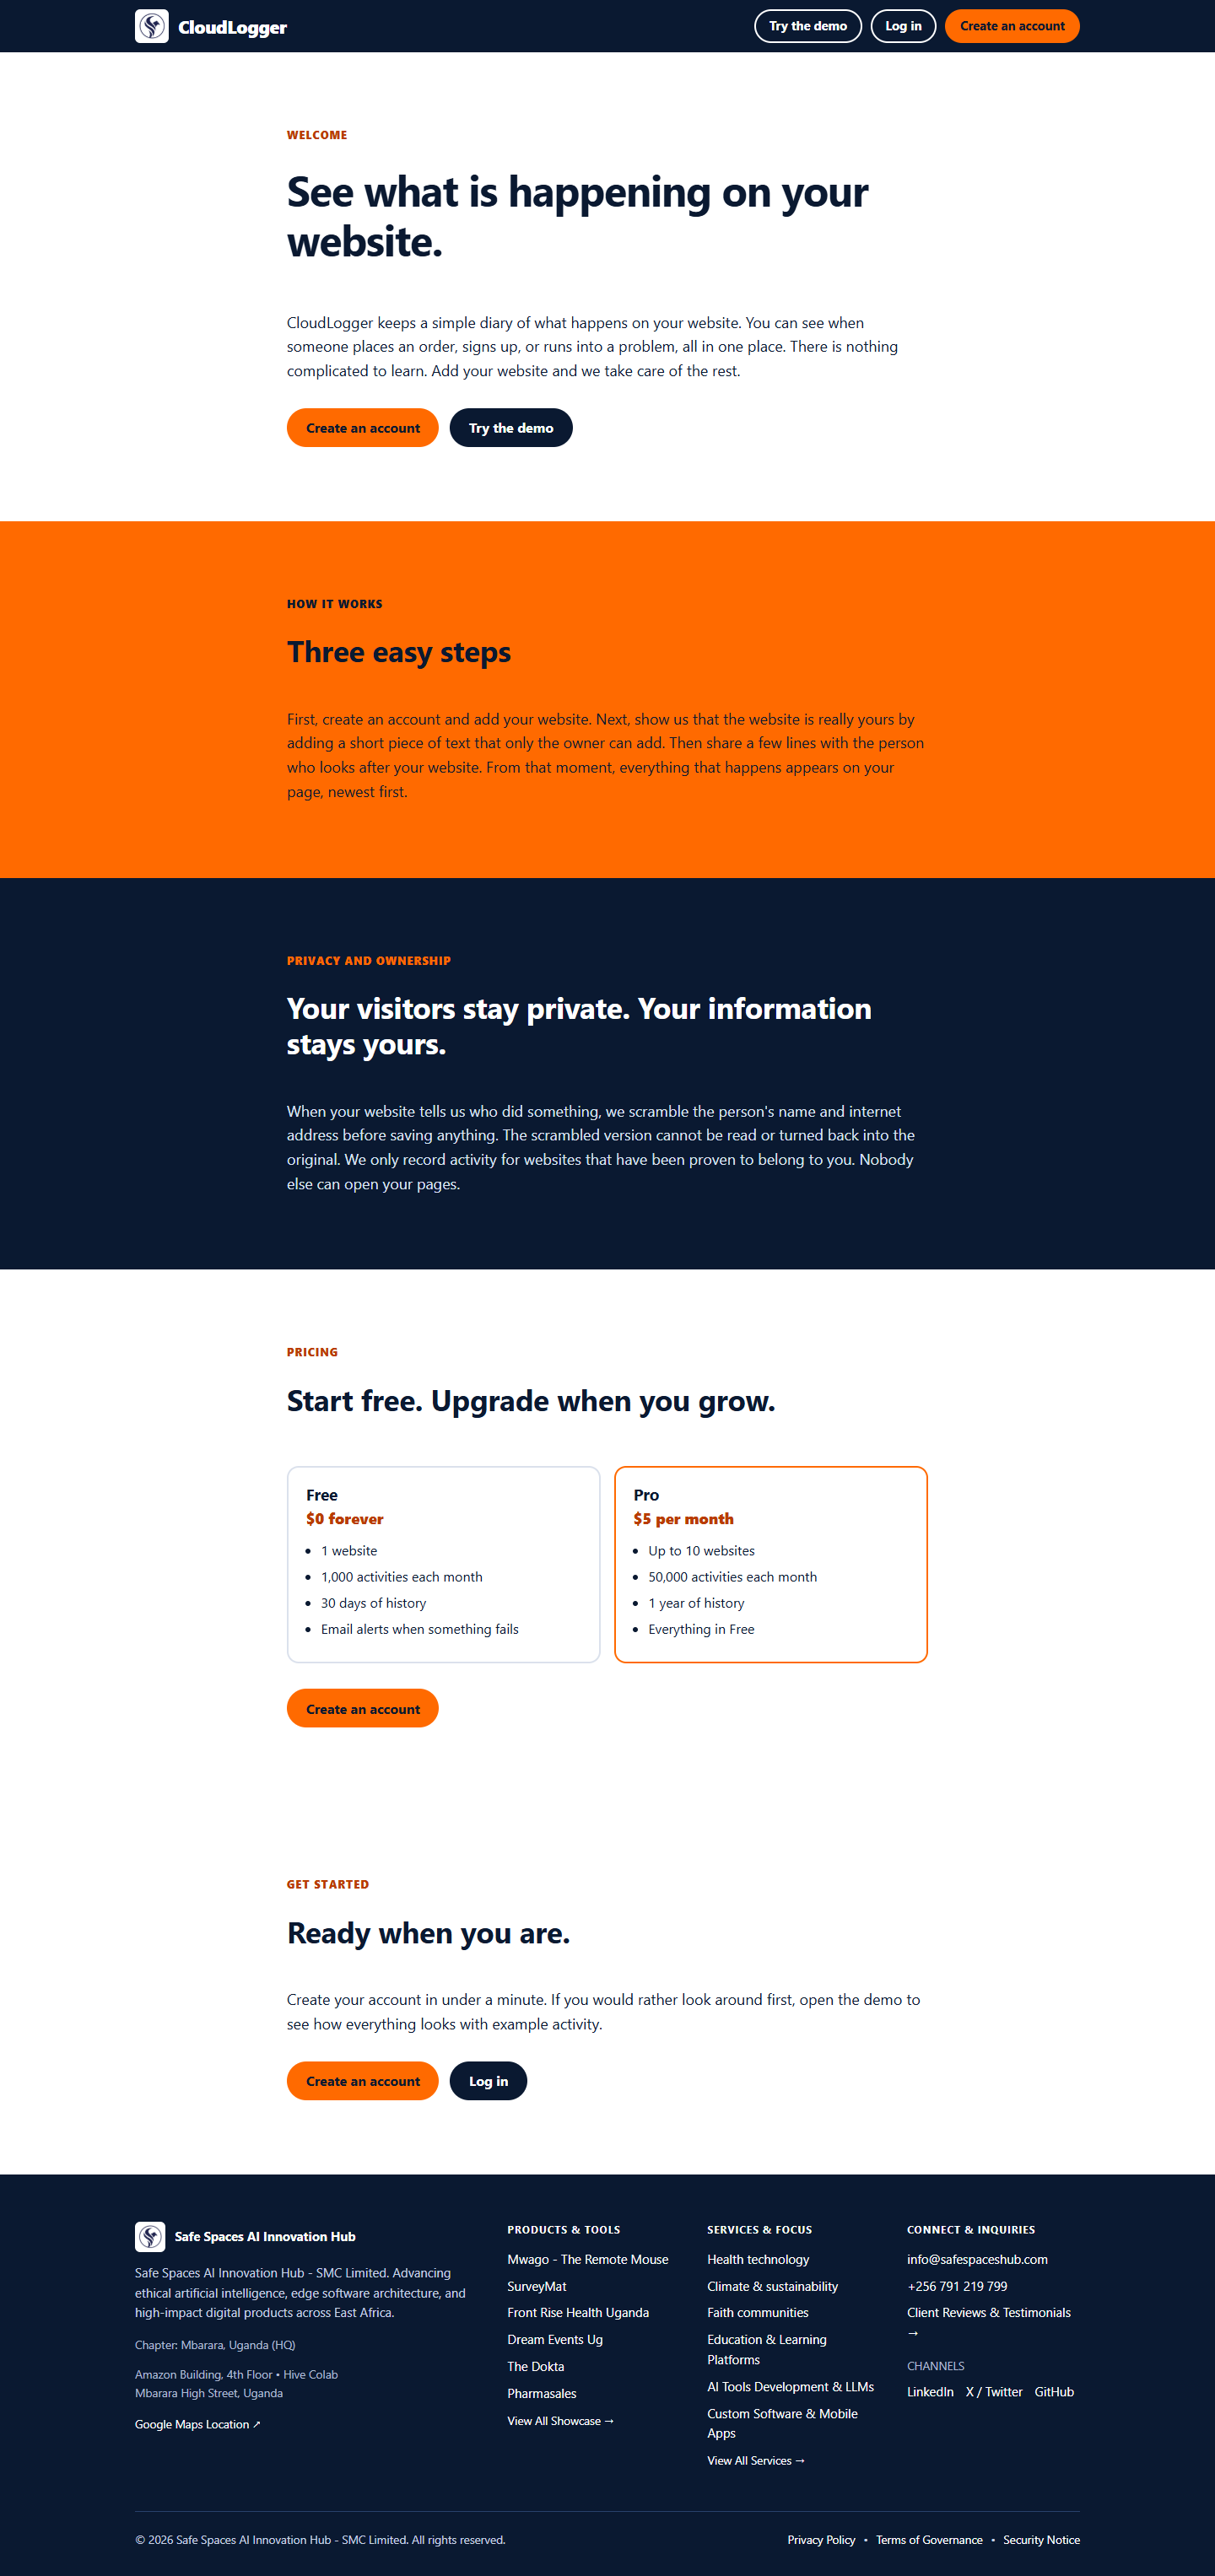 CloudLogger
Try the demo
Log in
Create an account
WELCOME
See what is happening on your
website.
CloudLogger keeps a simple diary of what happens on your website. You can see when
someone places an order, signs up, or runs into a problem, all in one place. There is nothing
complicated to learn. Add your website and we take care of the rest.
Create an account
Try the demo
HOW IT WORKS
Three easy steps
First, create an account and add your website. Next, show us that the website is really yours by
adding a short piece of text that only the owner can add. Then share a few lines with the person
who looks after your website. From that moment, everything that happens appears on your
page, newest first.
PRIVACY AND OWNERSHIP
Your visitors stay private. Your information
stays yours.
When your website tells us who did something, we scramble the person's name and internet
address before saving anything. The scrambled version cannot be read or turned back into the
original. We only record activity for websites that have been proven to belong to you. Nobody
else can open your pages.
PRICING
Start free. Upgrade when you grow.
Free
$0 forever
• 1 website
• 1,000 activities each month
• 30 days of history
• Email alerts when something fails
Pro
$5 per month
• Up to 10 websites
• 50,000 activities each month
• 1 year of history
• Everything in Free
Create an account
GET STARTED
Ready when you are.
Create your account in under a minute. If you would rather look around first, open the demo to
see how everything looks with example activity.
Create an account
Log in
Safe Spaces AI Innovation Hub
Safe Spaces AI Innovation Hub - SMC Limited. Advancing
ethical artificial intelligence, edge software architecture, and
high-impact digital products across East Africa.
Chapter: Mbarara, Uganda (HQ)
Amazon Building, 4th Floor • Hive Colab
Mbarara High Street, Uganda
Google Maps Location ↗
PRODUCTS & TOOLS
Mwago - The Remote Mouse
SurveyMat
Front Rise Health Uganda
Dream Events Ug
The Dokta
Pharmasales
View All Showcase →
SERVICES & FOCUS
Health technology
Climate & sustainability
Faith communities
Education & Learning
Platforms
AI Tools Development & LLMs
Custom Software & Mobile
Apps
View All Services →
CONNECT & INQUIRIES
info@safespaceshub.com
+256 791 219 799
Client Reviews & Testimonials
→
CHANNELS
LinkedIn X / Twitter GitHub
© 2026 Safe Spaces AI Innovation Hub - SMC Limited. All rights reserved.
Privacy Policy • Terms of Governance • Security Notice